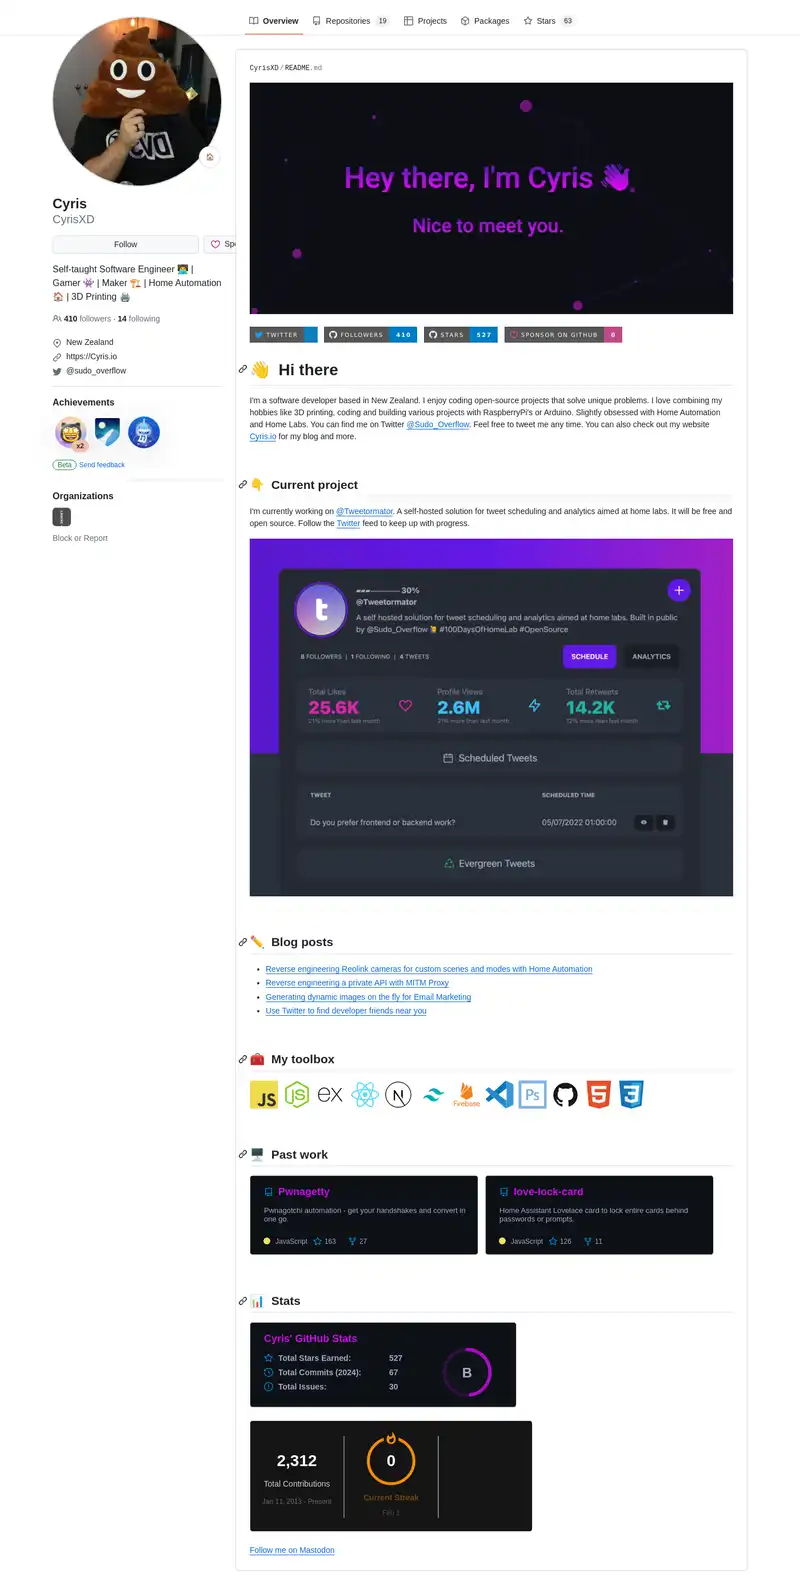 Overview
Repositories 19
Projects
Packages
Stars 63
Cyris
CyrisXD
Follow
Spo
Self-taught Software Engineer 👨‍💻 |
Gamer 👾 | Maker 🏗️ | Home Automation
🏠 | 3D Printing 🖨️
410 followers · 14 following
New Zealand
https://Cyris.io
@sudo_overflow
Achievements
x2
Beta Send feedback
Organizations
Block or Report
CyrisXD/README.md
Hey there, I'm Cyris 👋
Nice to meet you.
TWITTER
FOLLOWERS 410
STARS 527
SPONSOR ON GITHUB 0
👋 Hi there
I'm a software developer based in New Zealand. I enjoy coding open-source projects that solve unique problems. I love combining my
hobbies like 3D printing, coding and building various projects with RaspberryPi's or Arduino. Slightly obsessed with Home Automation
and Home Labs. You can find me on Twitter @Sudo_Overflow. Feel free to tweet me any time. You can also check out my website
Cyris.io for my blog and more.
👇 Current project
I'm currently working on @Tweetormator. A self-hosted solution for tweet scheduling and analytics aimed at home labs. It will be free and
open source. Follow the Twitter feed to keep up with progress.
30%
@Tweetormator
A self hosted solution for tweet scheduling and analytics aimed at home labs. Built in public
by @Sudo_Overflow 🙋 #100DaysOfHomeLab #OpenSource
8 FOLLOWERS | 1 FOLLOWING | 4 TWEETS
SCHEDULE
ANALYTICS
Total Likes
25.6K
21% more than last month
Profile Views
2.6M
21% more than last month
Total Retweets
14.2K
12% more than last month
Scheduled Tweets
TWEET
SCHEDULED TIME
Do you prefer frontend or backend work?
05/07/2022 01:00:00
Evergreen Tweets
✏️ Blog posts
Reverse engineering Reolink cameras for custom scenes and modes with Home Automation
Reverse engineering a private API with MITM Proxy
Generating dynamic images on the fly for Email Marketing
Use Twitter to find developer friends near you
🧰 My toolbox
JS
JS
ex
N
Firebase
Ps
5
3
🖥️ Past work
Pwnagetty
Pwnagotchi automation - get your handshakes and convert in
one go.
JavaScript 163 27
love-lock-card
Home Assistant Lovelace card to lock entire cards behind
passwords or prompts.
JavaScript 126 11
📊 Stats
Cyris' GitHub Stats
Total Stars Earned: 527
Total Commits (2024): 67
Total Issues: 30
B
2,312
Total Contributions
Jan 11, 2013 - Present
0
Current Streak
Follow me on Mastodon